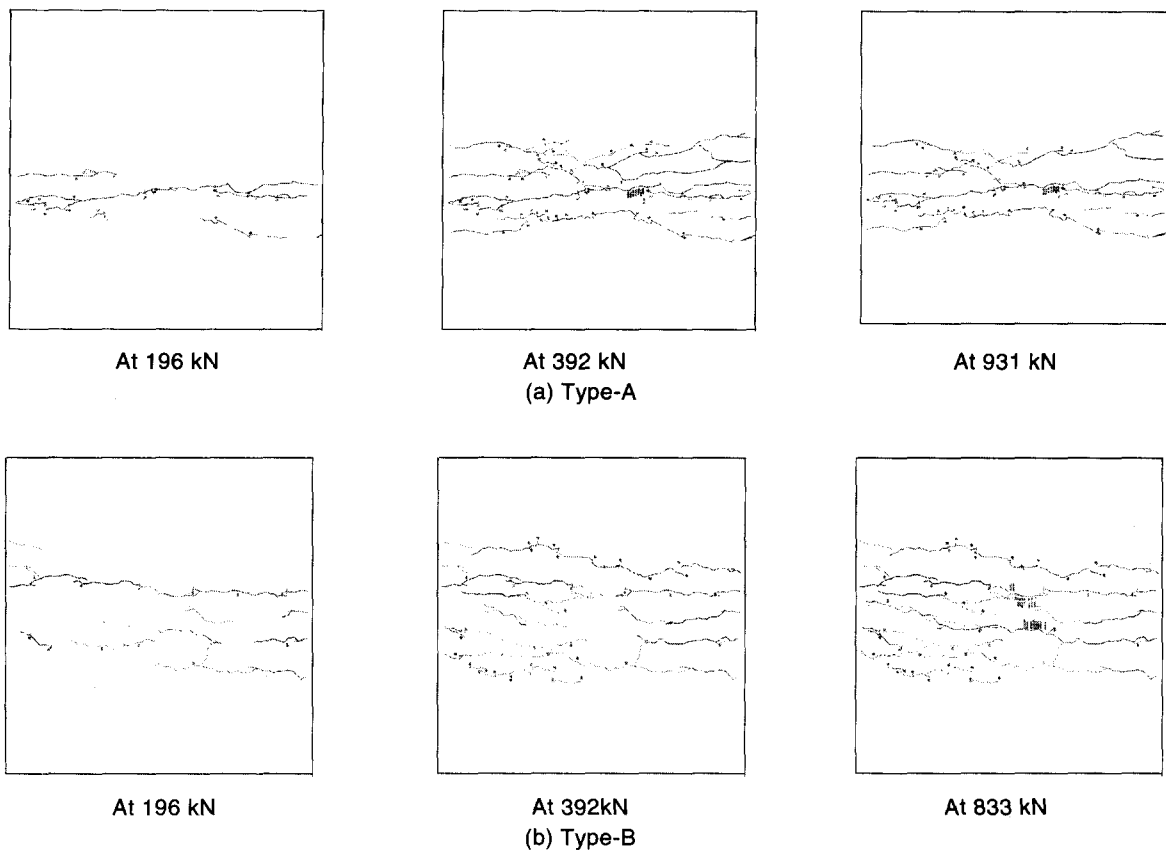 At 196 kN
At 392 kN
At 931 kN
(a) Type-A
At 196 kN
At 392kN
At 833 kN
(b) Type-B